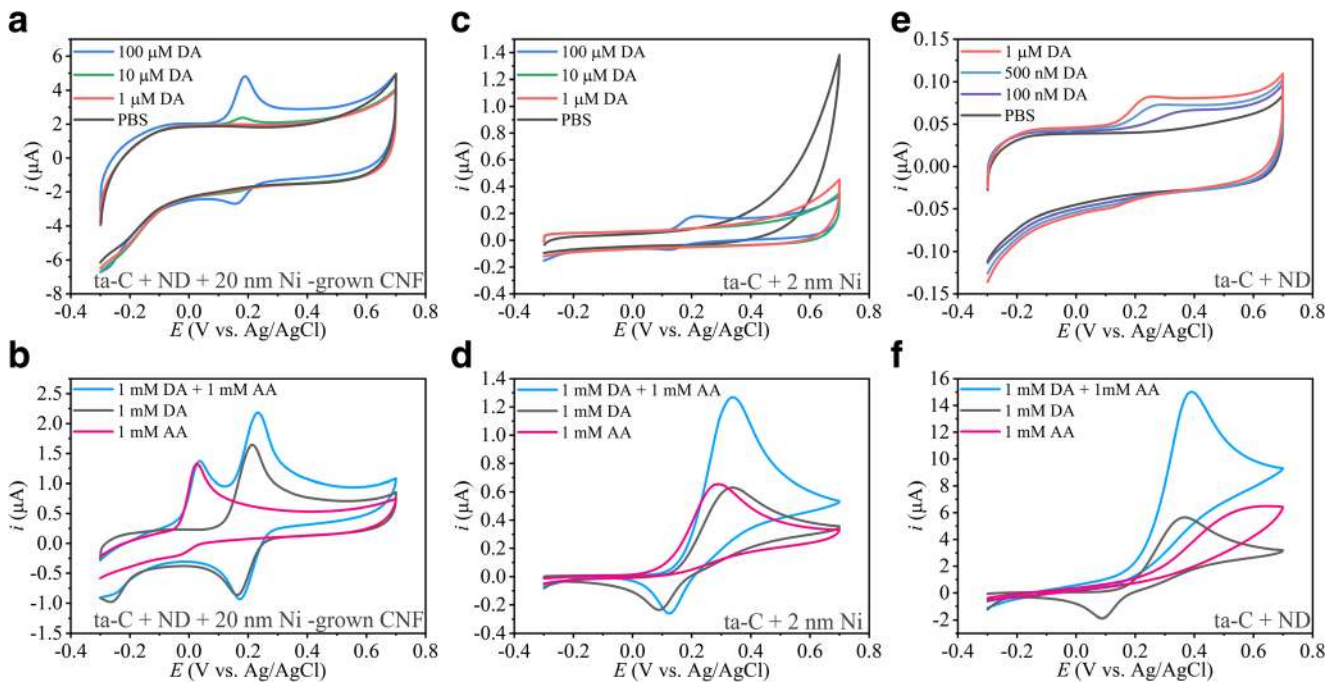 a
6
4
2
0
-2
-4
-6
-8
i (μA)
100 μM DA
10 μM DA
1 μM DA
PBS
ta-C + ND + 20 nm Ni -grown CNF
-0.4 -0.2 0.0 0.2 0.4 0.6 0.8
E (V vs. Ag/AgCl)
c
1.4
1.2
1.0
0.8
0.6
0.4
0.2
0.0
-0.2
-0.4
i (μA)
100 μM DA
10 μM DA
1 μM DA
PBS
ta-C + 2 nm Ni
-0.4 -0.2 0.0 0.2 0.4 0.6 0.8
E (V vs. Ag/AgCl)
e
0.15
0.10
0.05
0.00
-0.05
-0.10
-0.15
i (μA)
1 μM DA
500 nM DA
100 nM DA
PBS
ta-C + ND
-0.4 -0.2 0.0 0.2 0.4 0.6 0.8
E (V vs. Ag/AgCl)
b
2.5
2.0
1.5
1.0
0.5
0.0
-0.5
-1.0
-1.5
i (μA)
1 mM DA + 1 mM AA
1 mM DA
1 mM AA
ta-C + ND + 20 nm Ni -grown CNF
-0.4 -0.2 0.0 0.2 0.4 0.6 0.8
E (V vs. Ag/AgCl)
d
1.4
1.2
1.0
0.8
0.6
0.4
0.2
0.0
-0.2
-0.4
i (μA)
1 mM DA + 1 mM AA
1 mM DA
1 mM AA
ta-C + 2 nm Ni
-0.4 -0.2 0.0 0.2 0.4 0.6 0.8
E (V vs. Ag/AgCl)
f
16
14
12
10
8
6
4
2
0
-2
i (μA)
1 mM DA + 1mM AA
1 mM DA
1 mM AA
ta-C + ND
-0.4 -0.2 0.0 0.2 0.4 0.6 0.8
E (V vs. Ag/AgCl)